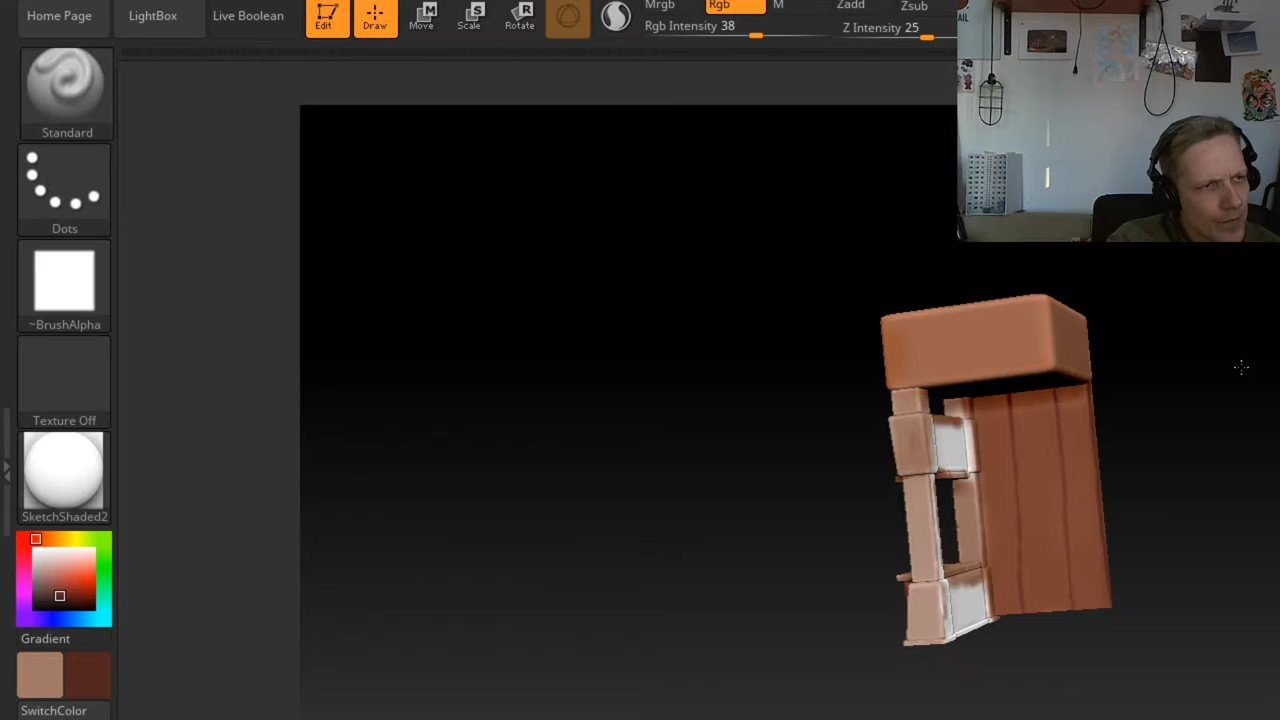 Home Page
LightBox
Live Boolean
Edit
Draw
Move
Scale
Rotate
Mrgb
Rgb
M
Zadd
Zsub
Rgb Intensity 38
Z Intensity 25
Standard
Dots
~BrushAlpha
Texture Off
SketchShaded2
Gradient
SwitchColor